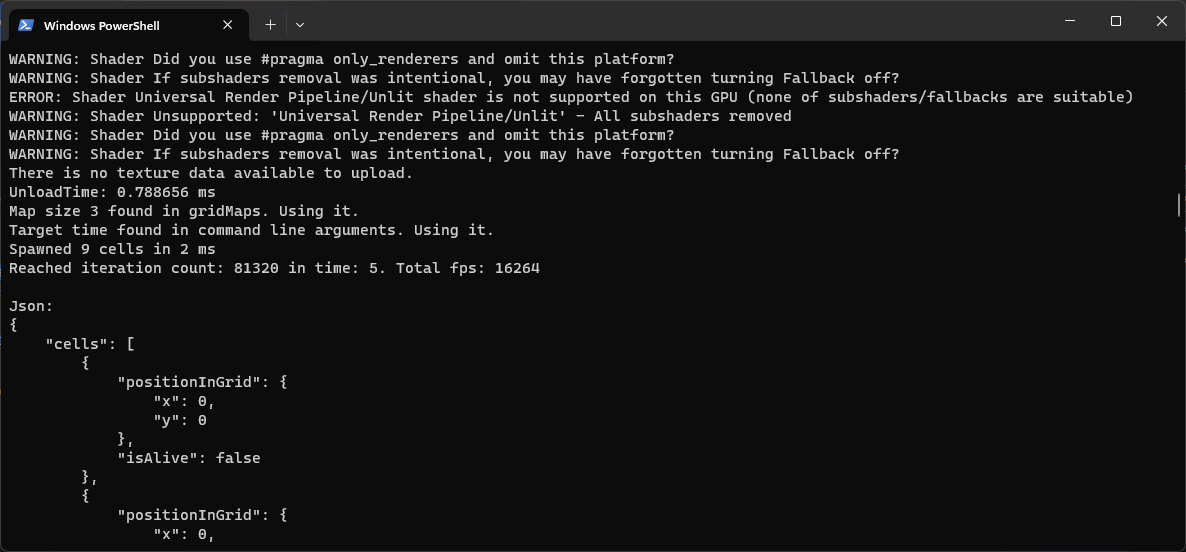 Windows PowerShell
WARNING: Shader Did you use #pragma only_renderers and omit this platform?
WARNING: Shader If subshaders removal was intentional, you may have forgotten turning Fallback off?
ERROR: Shader Universal Render Pipeline/Unlit shader is not supported on this GPU (none of subshaders/fallbacks are suitable)
WARNING: Shader Unsupported: 'Universal Render Pipeline/Unlit' - All subshaders removed
WARNING: Shader Did you use #pragma only_renderers and omit this platform?
WARNING: Shader If subshaders removal was intentional, you may have forgotten turning Fallback off?
There is no texture data available to upload.
UnloadTime: 0.788656 ms
Map size 3 found in gridMaps. Using it.
Target time found in command line arguments. Using it.
Spawned 9 cells in 2 ms
Reached iteration count: 81320 in time: 5. Total fps: 16264
Json:
{
    "cells": [
        {
            "positionInGrid": {
                "x": 0,
                "y": 0
            },
            "isAlive": false
        },
        {
            "positionInGrid": {
                "x": 0,